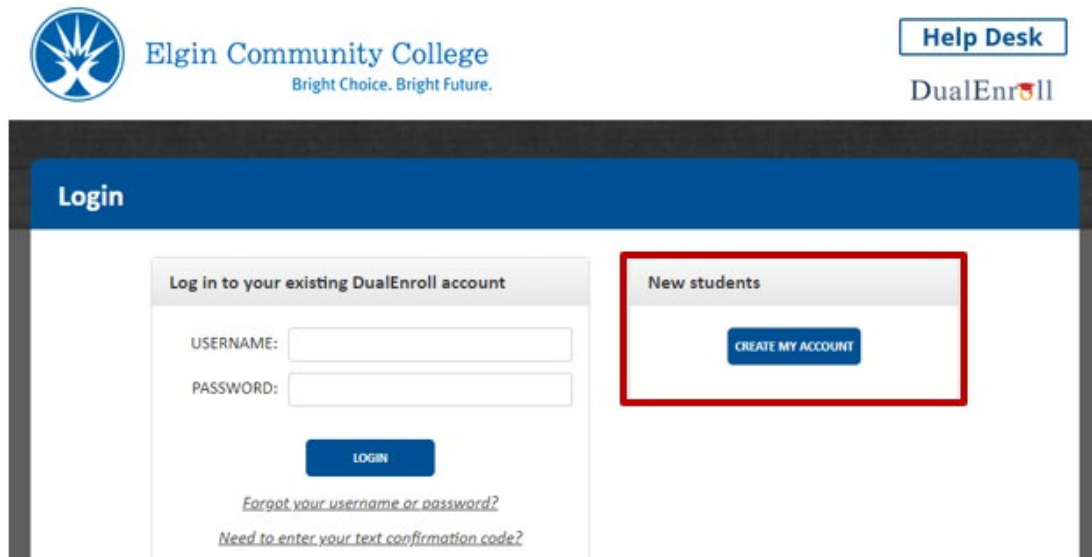 Elgin Community College
Bright Choice. Bright Future.
Help Desk
DualEnroll
Login
Log in to your existing DualEnroll account
USERNAME:
PASSWORD:
LOGIN
Forgot your username or password?
Need to enter your text confirmation code?
New students
CREATE MY ACCOUNT